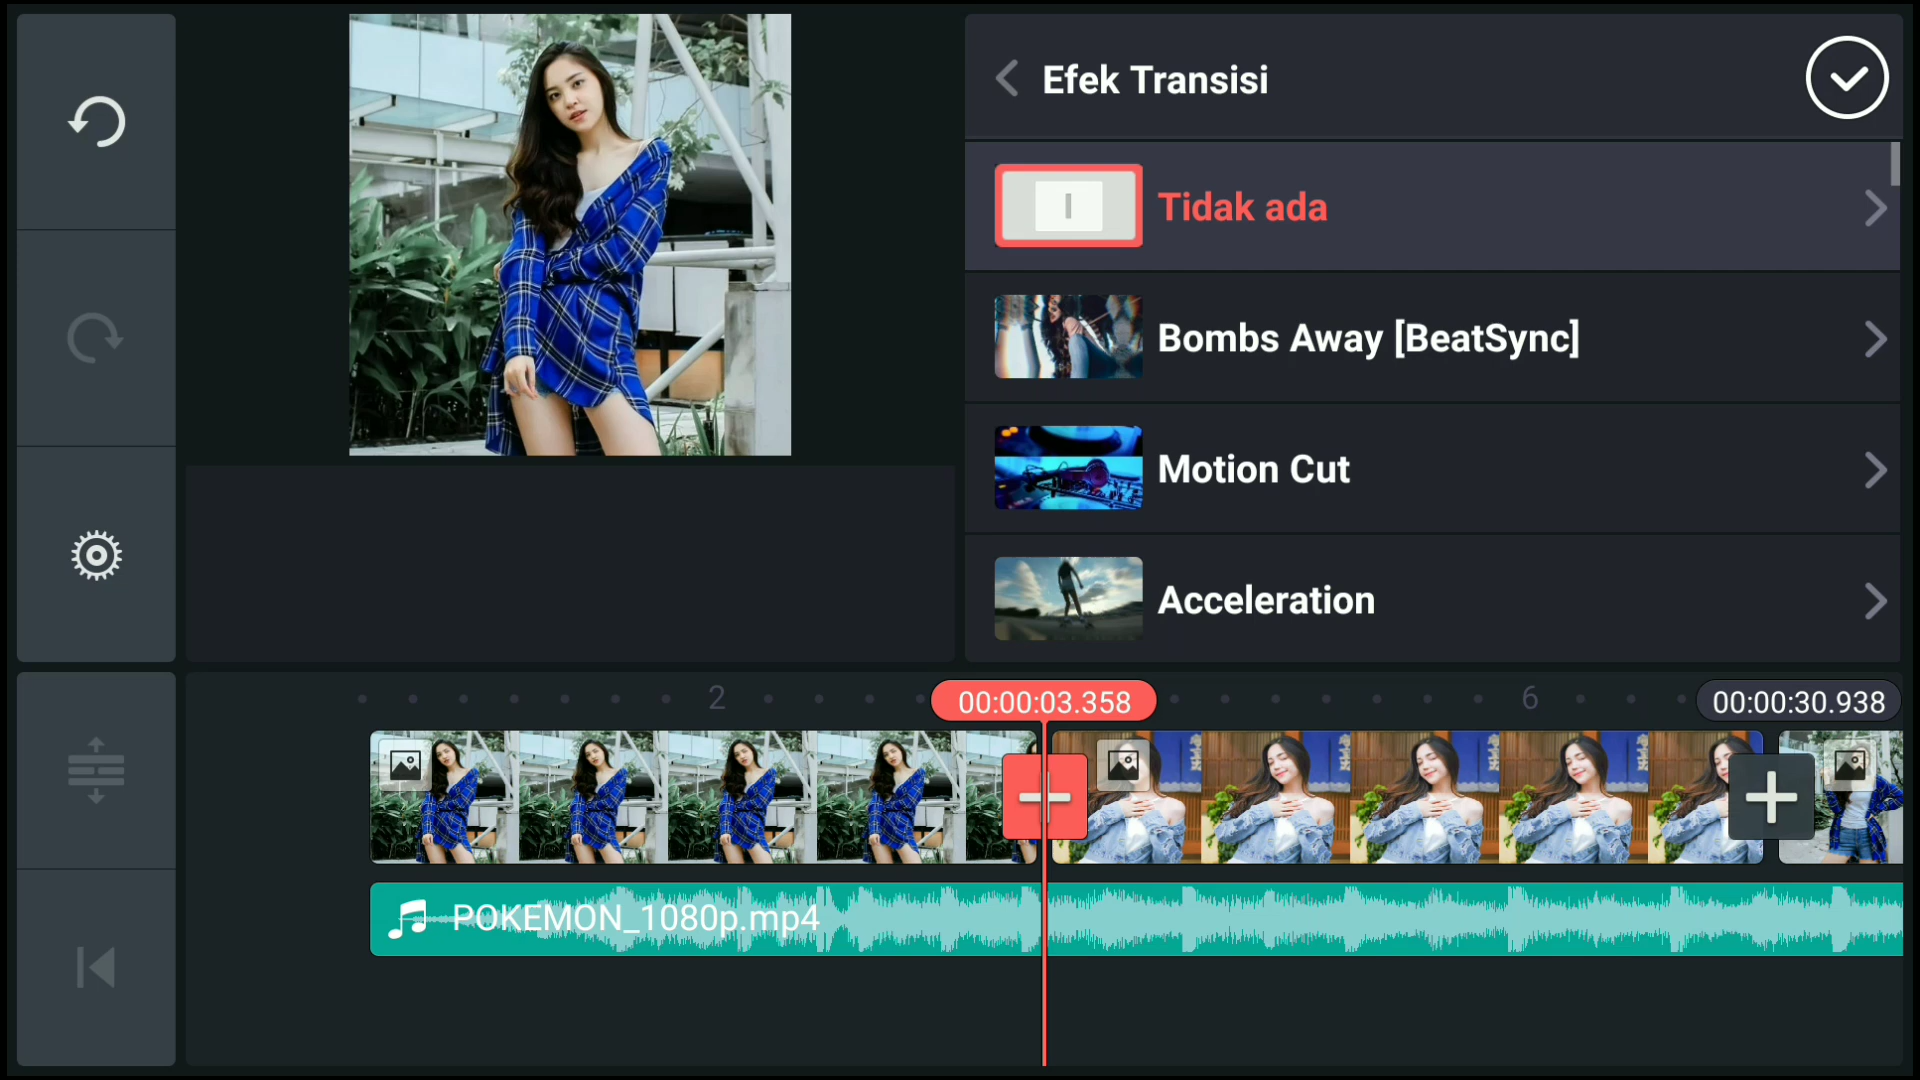 Efek Transisi
Tidak ada
Bombs Away [BeatSync]
Motion Cut
Acceleration
2
00:00:03.358
6
00:00:30.938
POKEMON_1080p.mp4